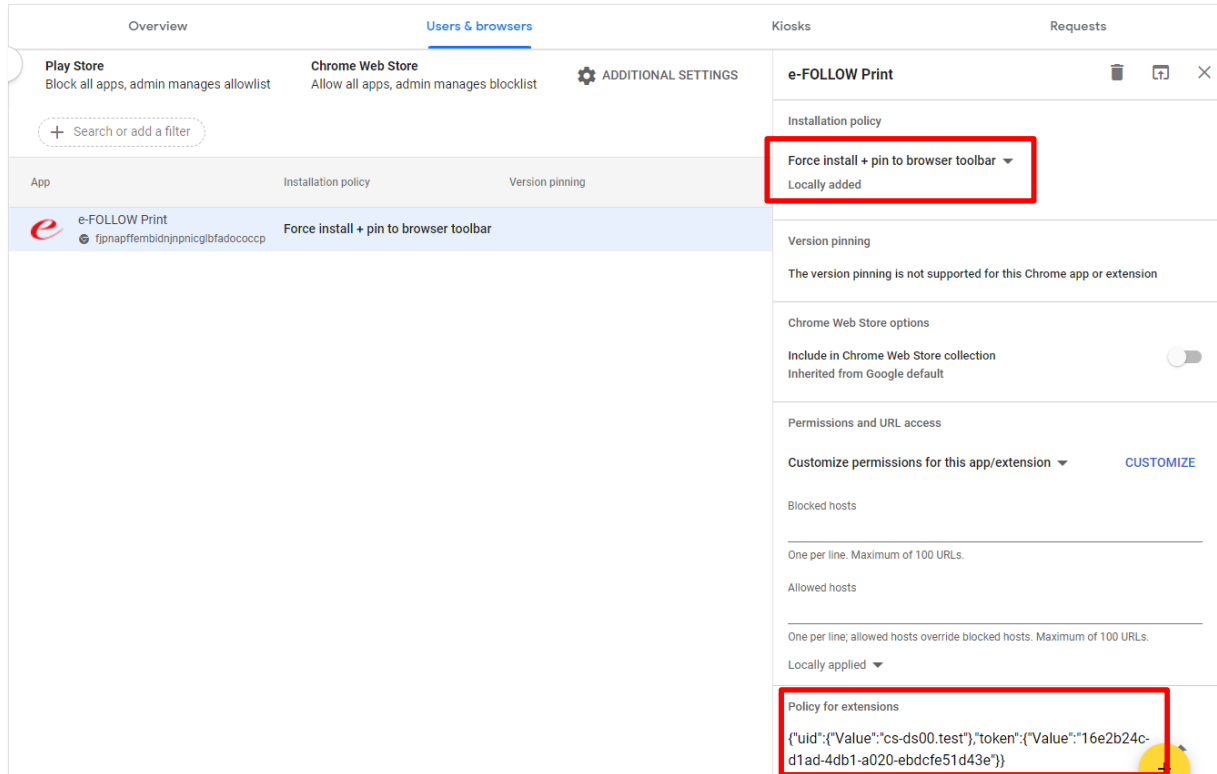 Overview
Users & browsers
Kiosks
Requests
Play Store
Block all apps, admin manages allowlist
Chrome Web Store
Allow all apps, admin manages blocklist
ADDITIONAL SETTINGS
+ Search or add a filter
App
Installation policy
Version pinning
e-FOLLOW Print
fjpnapffembidnjnpnicglbfadococcp
Force install + pin to browser toolbar
e-FOLLOW Print
Installation policy
Force install + pin to browser toolbar
Locally added
Version pinning
The version pinning is not supported for this Chrome app or extension
Chrome Web Store options
Include in Chrome Web Store collection
Inherited from Google default
Permissions and URL access
Customize permissions for this app/extension
CUSTOMIZE
Blocked hosts
One per line. Maximum of 100 URLs.
Allowed hosts
One per line; allowed hosts override blocked hosts. Maximum of 100 URLs.
Locally applied
Policy for extensions
{"uid":{"Value":"cs-ds00.test"},"token":{"Value":"16e2b24c-
d1ad-4db1-a020-ebdcfe51d43e"}}